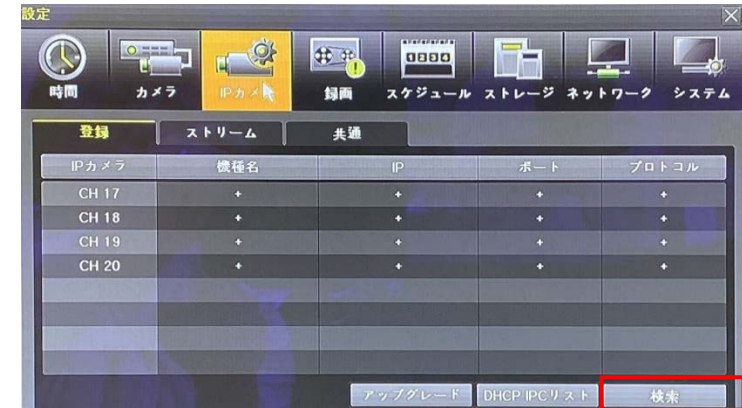 設定
時間 カメラ IPカメラ 録画 スケジュール ストレージ ネットワーク システム
登録 ストリーム 共通
IPカメラ 機種名 IP ポート プロトコル
CH 17 + + + +
CH 18 + + + +
CH 19 + + + +
CH 20 + + + +
アップグレード DHCP IPCリスト 検索